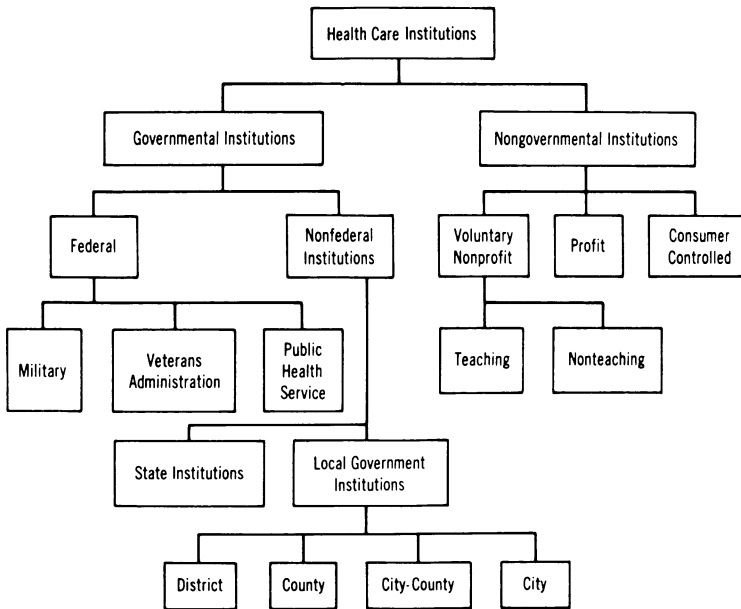 Health Care Institutions
Governmental Institutions
Nongovernmental Institutions
Federal
Nonfederal
Institutions
Voluntary
Nonprofit
Profit
Consumer
Controlled
Military
Veterans
Administration
Public
Health
Service
Teaching
Nonteaching
State Institutions
Local Government
Institutions
District
County
City-County
City